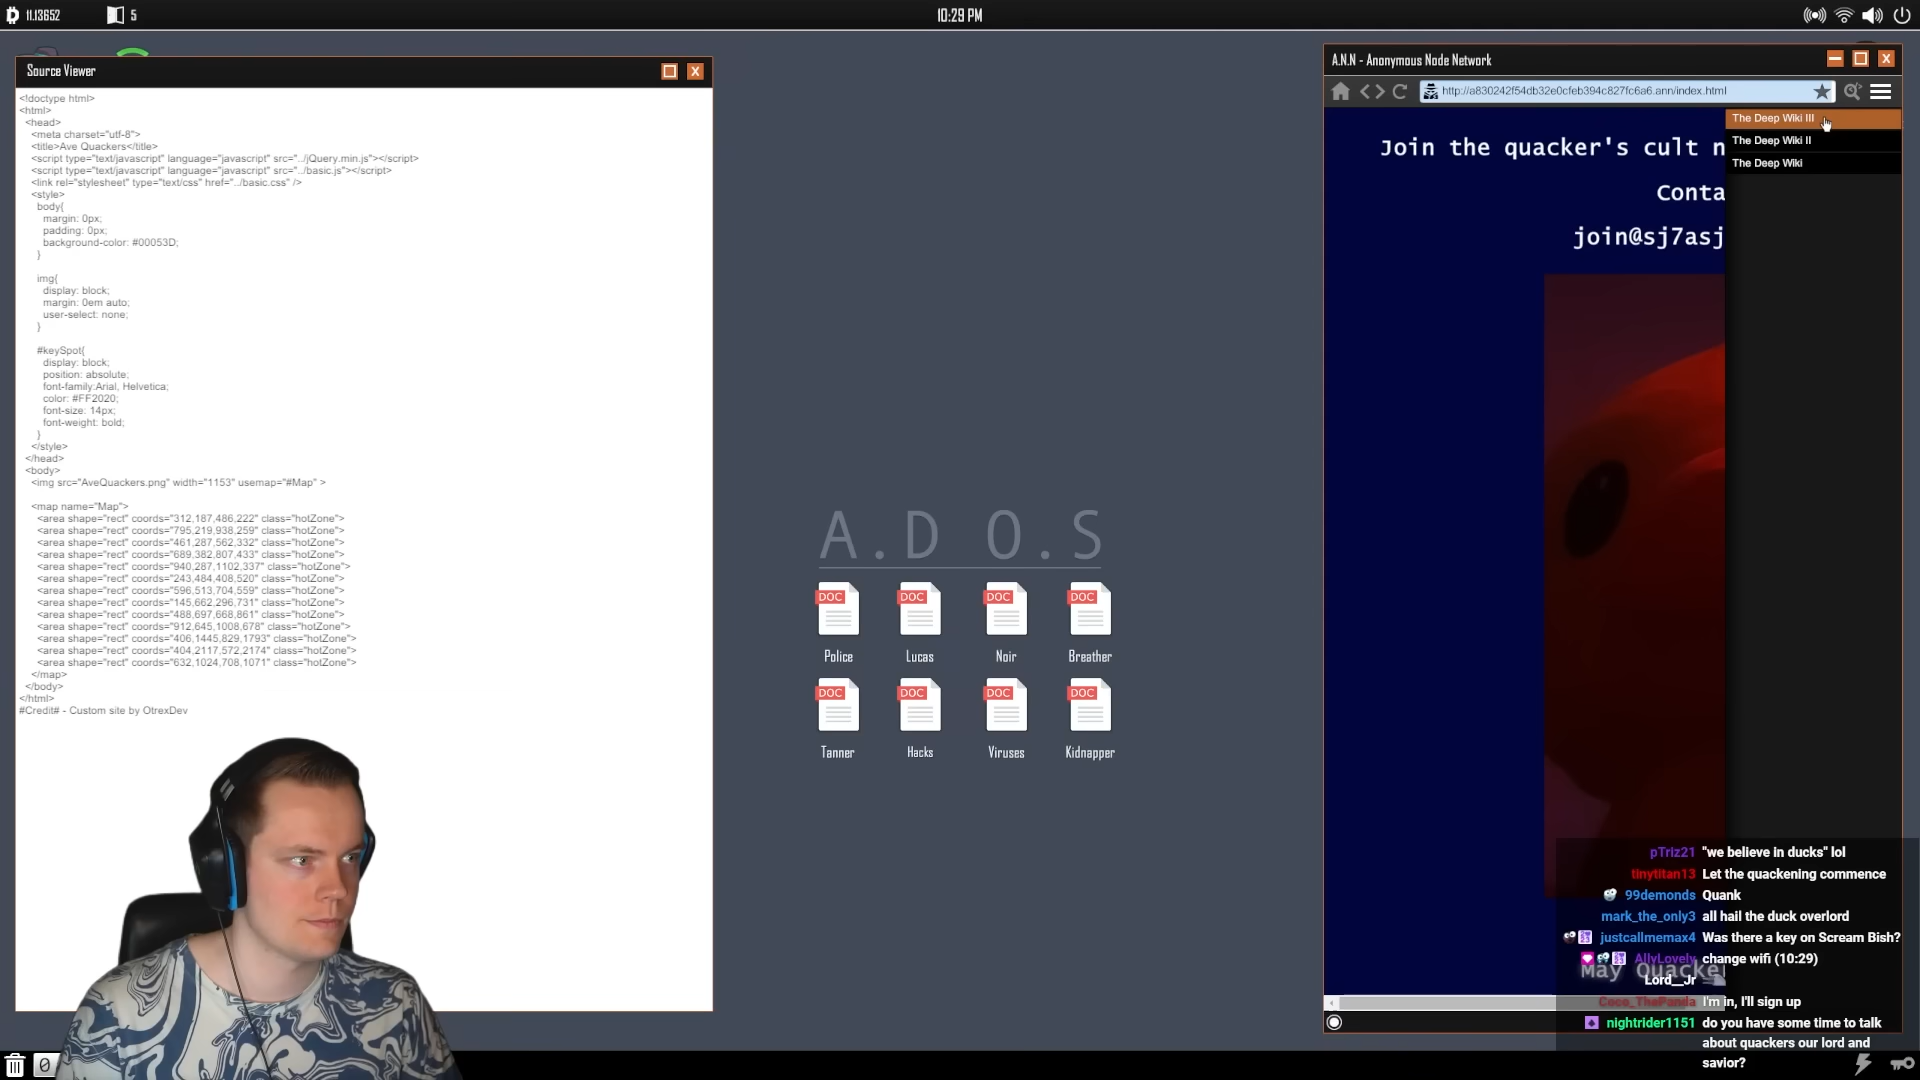 11.13652
5
10:29 PM
Source Viewer
<!doctype html>
<html>
<head>
<meta charset="utf-8">
<title>Ave Quackers</title>
<script type="text/javascript" language="javascript" src="../jQuery.min.js"></script>
<script type="text/javascript" language="javascript" src="../basic.js"></script>
<link rel="stylesheet" type="text/css" href="../basic.css" />
<style>
body{
margin: 0px;
padding: 0px;
background-color: #00053D;
}
img{
display: block;
margin: 0em auto;
user-select: none;
}
#keySpot{
display: block;
position: absolute;
font-family:Arial, Helvetica;
color: #FF2020;
font-size: 14px;
font-weight: bold;
}
</style>
</head>
<body>
<img src="AveQuackers.png" width="1153" usemap="#Map" >
<map name="Map">
<area shape="rect" coords="312,187,486,222" class="hotZone">
<area shape="rect" coords="795,219,938,259" class="hotZone">
<area shape="rect" coords="461,287,562,332" class="hotZone">
<area shape="rect" coords="689,382,807,433" class="hotZone">
<area shape="rect" coords="940,287,1102,337" class="hotZone">
<area shape="rect" coords="243,484,408,520" class="hotZone">
<area shape="rect" coords="596,513,704,559" class="hotZone">
<area shape="rect" coords="145,662,296,731" class="hotZone">
<area shape="rect" coords="488,697,668,861" class="hotZone">
<area shape="rect" coords="912,645,1008,678" class="hotZone">
<area shape="rect" coords="406,1445,829,1793" class="hotZone">
<area shape="rect" coords="404,2117,572,2174" class="hotZone">
<area shape="rect" coords="632,1024,708,1071" class="hotZone">
</map>
</body>
</html>
#Credit# - Custom site by OtrexDev
A.D O.S
DOC DOC DOC DOC
Police Lucas Noir Breather
DOC DOC DOC DOC
Tanner Hacks Viruses Kidnapper
A.N.N - Anonymous Node Network
http://a830242f54db32e0cfeb394c827fc6a6.ann/index.html
The Deep Wiki III
The Deep Wiki II
The Deep Wiki
Join the quacker's cult n
Conta
join@sj7asj
May Quacke
pTriz21 "we believe in ducks" lol
tinytitan13 Let the quackening commence
99demonds Quank
mark_the_only3 all hail the duck overlord
justcallmemax4 Was there a key on Scream Bish?
AllyLovely change wifi (10:29)
Lord__Jr
Coco_ThePanda I'm in, I'll sign up
nightrider1151 do you have some time to talk
about quackers our lord and
savior?
0